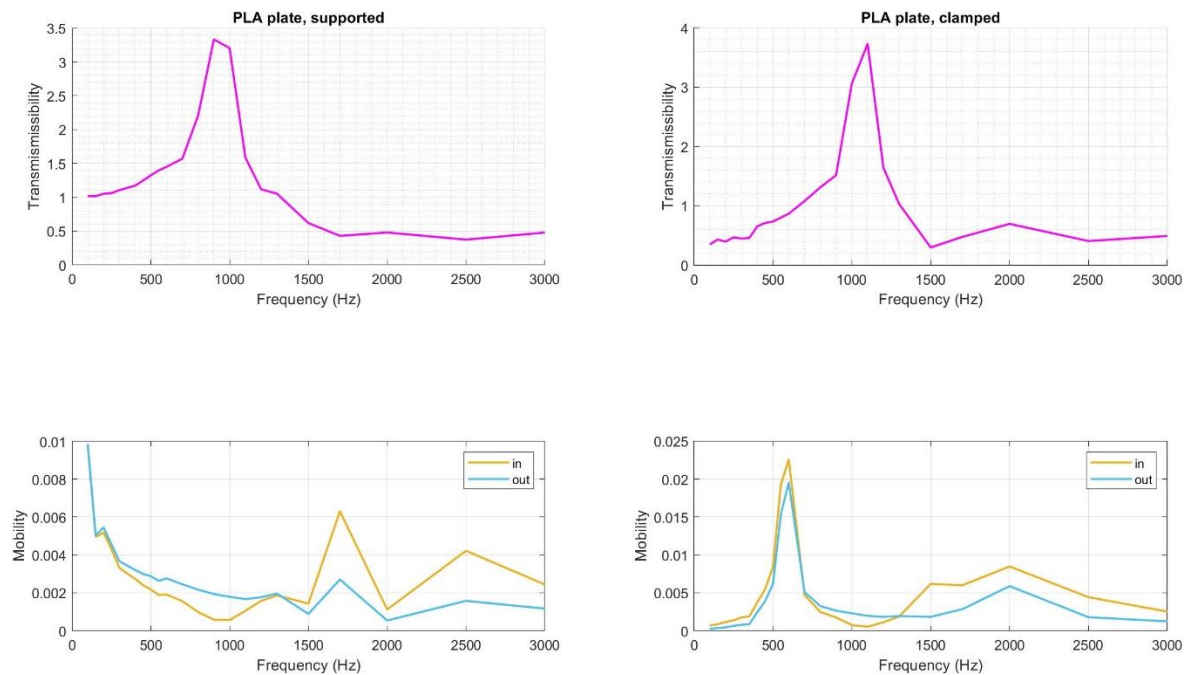 PLA plate, supported
3.5
3
2.5
2
1.5
1
0.5
0
Transmismissibility
0 500 1000 1500 2000 2500 3000
Frequency (Hz)
PLA plate, clamped
4
3
2
1
0
Transmismissibility
0 500 1000 1500 2000 2500 3000
Frequency (Hz)
0.01
0.008
0.006
0.004
0.002
0
Mobility
in
out
0 500 1000 1500 2000 2500 3000
Frequency (Hz)
0.025
0.02
0.015
0.01
0.005
0
Mobility
in
out
0 500 1000 1500 2000 2500 3000
Frequency (Hz)